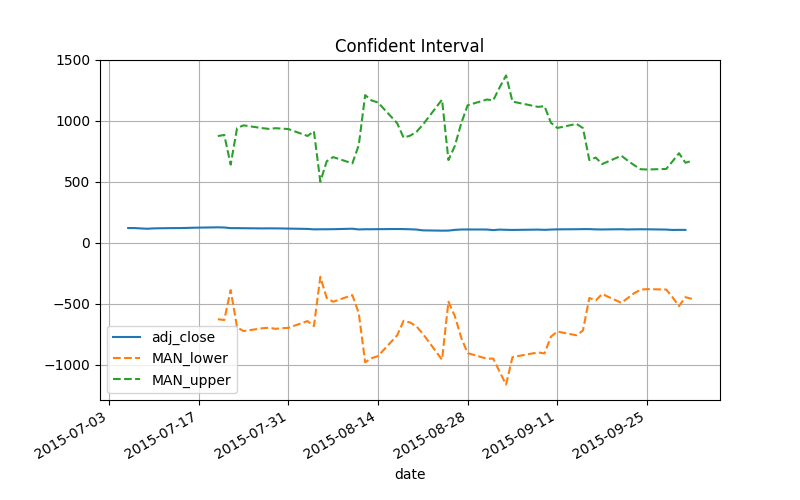 Confident Interval
1500
1000
500
0
−500
−1000
adj_close
MAN_lower
MAN_upper
2015-07-03
2015-07-17
2015-07-31
2015-08-14
2015-08-28
2015-09-11
2015-09-25
date